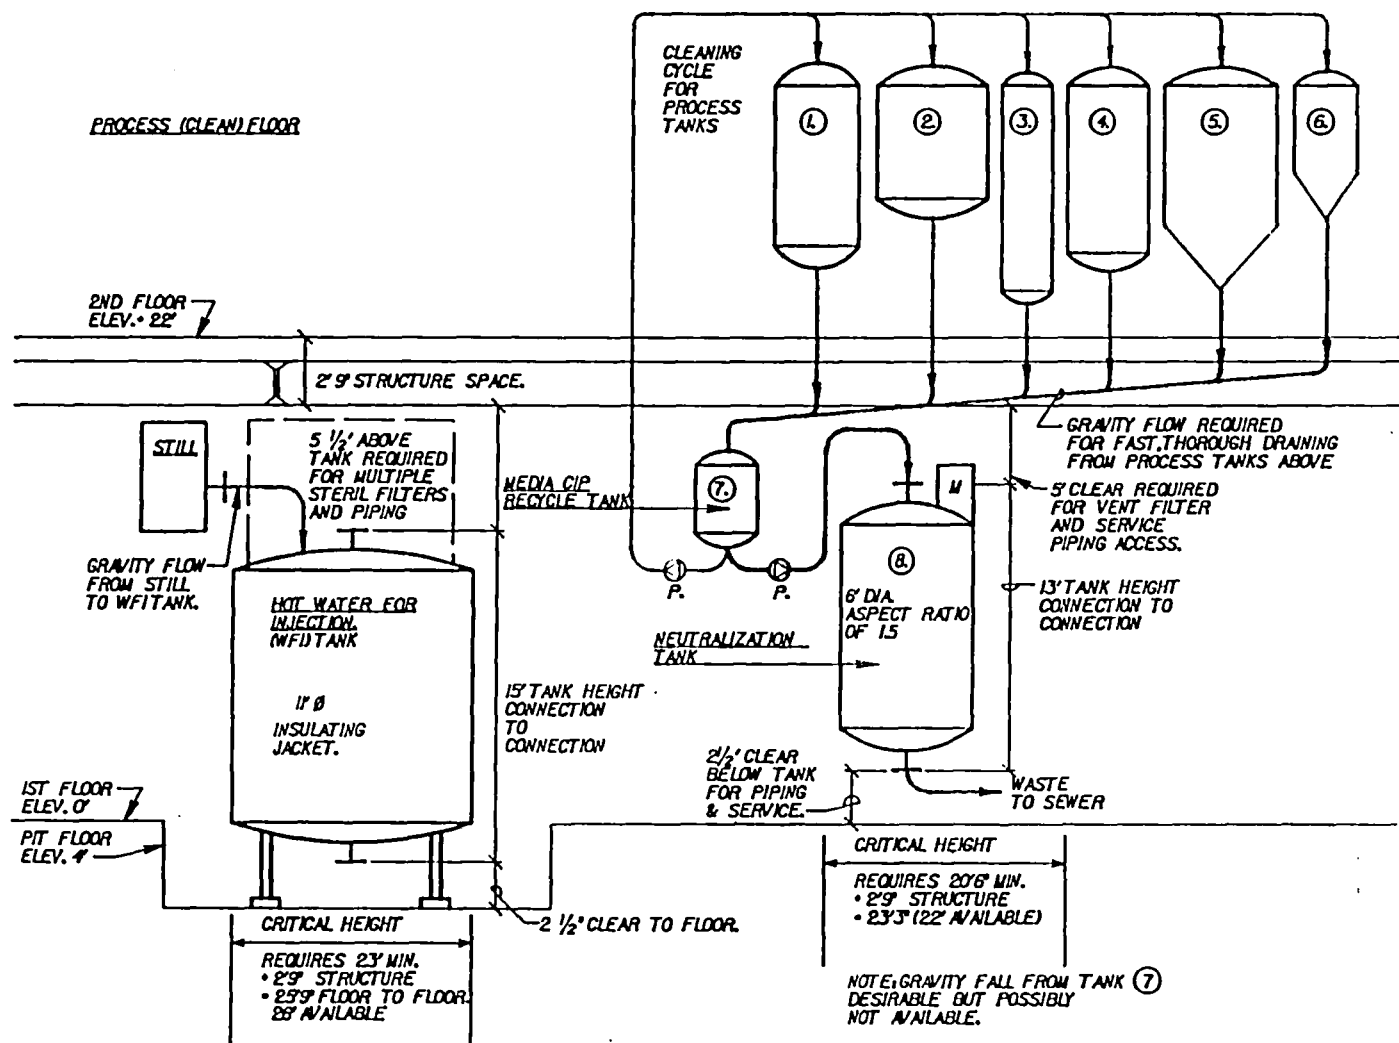 CLEANING
CYCLE
FOR
PROCESS
TANKS
PROCESS (CLEAN) FLOOR
1.
2.
3.
4.
5.
6.
2ND FLOOR
ELEV. + 22'
2' 9" STRUCTURE SPACE.
STILL
5 1/2' ABOVE
TANK REQUIRED
FOR MULTIPLE
STERIL FILTERS
AND PIPING
GRAVITY FLOW
FROM STILL
TO WFI TANK.
MEDIA CIP
RECYCLE TANK
7.
P.
P.
M
GRAVITY FLOW REQUIRED
FOR FAST, THOROUGH DRAINING
FROM PROCESS TANKS ABOVE
5' CLEAR REQUIRED
FOR VENT FILTER
AND SERVICE
PIPING ACCESS.
13' TANK HEIGHT
CONNECTION TO
CONNECTION
HOT WATER FOR
INJECTION.
(WFI) TANK
11' Ø
INSULATING
JACKET.
15' TANK HEIGHT
CONNECTION
TO
CONNECTION
8.
6' DIA.
ASPECT RATIO
OF 1.5
NEUTRALIZATION
TANK
2 1/2' CLEAR
BELOW TANK
FOR PIPING
& SERVICE.
WASTE
TO SEWER
1ST FLOOR
ELEV. 0'
PIT FLOOR
ELEV. 4'
2 1/2" CLEAR TO FLOOR.
CRITICAL HEIGHT
REQUIRES 23' MIN.
+ 2'9" STRUCTURE
+ 25'9" FLOOR TO FLOOR
26' AVAILABLE
CRITICAL HEIGHT
REQUIRES 20'6" MIN.
+ 2'9" STRUCTURE
+ 23'3" (22' AVAILABLE)
NOTE: GRAVITY FALL FROM TANK 7
DESIRABLE BUT POSSIBLY
NOT AVAILABLE.